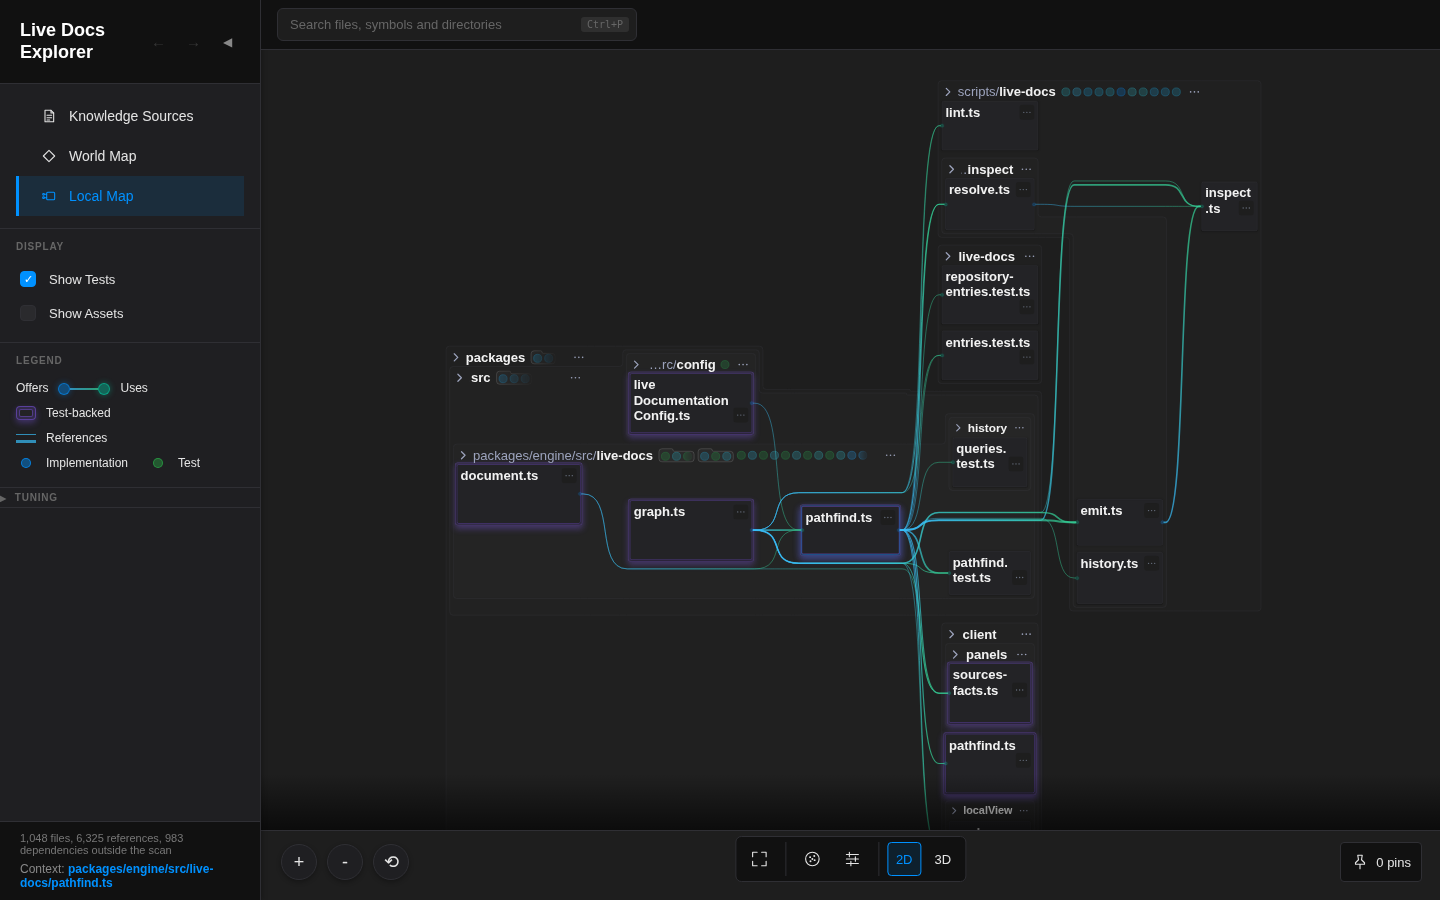 Live Docs
Explorer
← → ◀
Search files, symbols and directories
Ctrl+P
Knowledge Sources
World Map
Local Map
DISPLAY
✓ Show Tests
Show Assets
LEGEND
Offers Uses
Test-backed
References
Implementation Test
▶ TUNING
1,048 files, 6,325 references, 983
dependencies outside the scan
Context: packages/engine/src/live-
docs/pathfind.ts
scripts/live-docs ...
lint.ts ...
...inspect ...
resolve.ts ...
inspect
.ts ...
live-docs ...
repository-
entries.test.ts
...
entries.test.ts
...
packages ...
src ...
...rc/config ...
live
Documentation
Config.ts ...
packages/engine/src/live-docs ...
document.ts ...
graph.ts ...
pathfind.ts ...
history ...
queries.
test.ts ...
emit.ts ...
history.ts ...
pathfind.
test.ts ...
client ...
panels ...
sources-
facts.ts ...
pathfind.ts
...
localView ...
+ - ⟲
2D 3D
0 pins